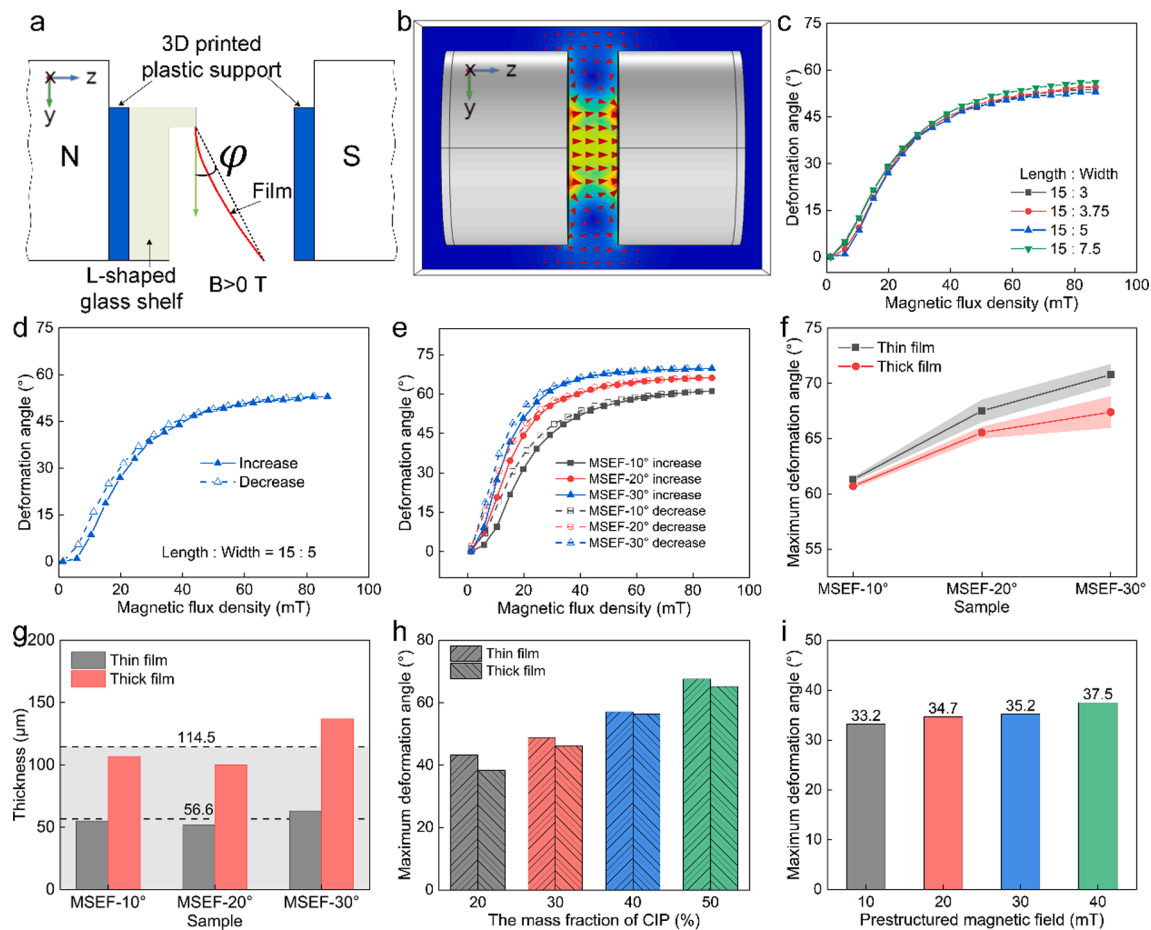 a
3D printed
plastic support
x
z
y
N
S
φ
Film
L-shaped
glass shelf
B>0 T
b
x
z
y
c
Deformation angle (°)
75
60
45
30
15
0
Length : Width
15 : 3
15 : 3.75
15 : 5
15 : 7.5
0 20 40 60 80 100
Magnetic flux density (mT)
d
Deformation angle (°)
75
60
45
30
15
0
Increase
Decrease
Length : Width = 15 : 5
0 20 40 60 80 100
Magnetic flux density (mT)
e
Deformation angle (°)
75
60
45
30
15
0
MSEF-10° increase
MSEF-20° increase
MSEF-30° increase
MSEF-10° decrease
MSEF-20° decrease
MSEF-30° decrease
0 20 40 60 80 100
Magnetic flux density (mT)
f
Maximum deformation angle (°)
75
70
65
60
55
Thin film
Thick film
MSEF-10° MSEF-20° MSEF-30°
Sample
g
Thickness (μm)
200
150
100
50
0
Thin film
Thick film
114.5
56.6
MSEF-10° MSEF-20° MSEF-30°
Sample
h
Maximum deformation angle (°)
80
60
40
20
0
Thin film
Thick film
20 30 40 50
The mass fraction of CIP (%)
i
Maximum deformation angle (°)
50
40
30
20
10
0
33.2 34.7 35.2 37.5
10 20 30 40
Prestructured magnetic field (mT)